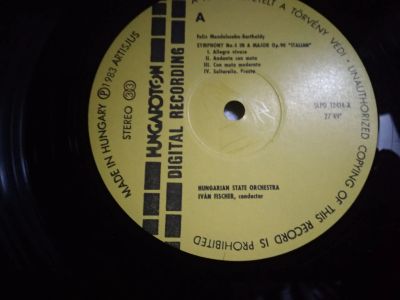 A TÖRVÉNY VÉDI - UNAUTHORIZED COPYING OF THIS RECORD IS PROHIBITED
A
Felix Mendelssohn-Bartholdy
SYMPHONY No.4 IN A MAJOR Op.90 "ITALIAN"
I. Allegro vivace
II. Andante con moto
III. Con moto moderato
IV. Saltarello. Presto
SLPD 12414-A
27'49"
HUNGAROTON
DIGITAL RECORDING
STEREO 33
MADE IN HUNGARY Ⓟ 1983 ARTISJUS
HUNGARIAN STATE ORCHESTRA
IVÁN FISCHER, conductor